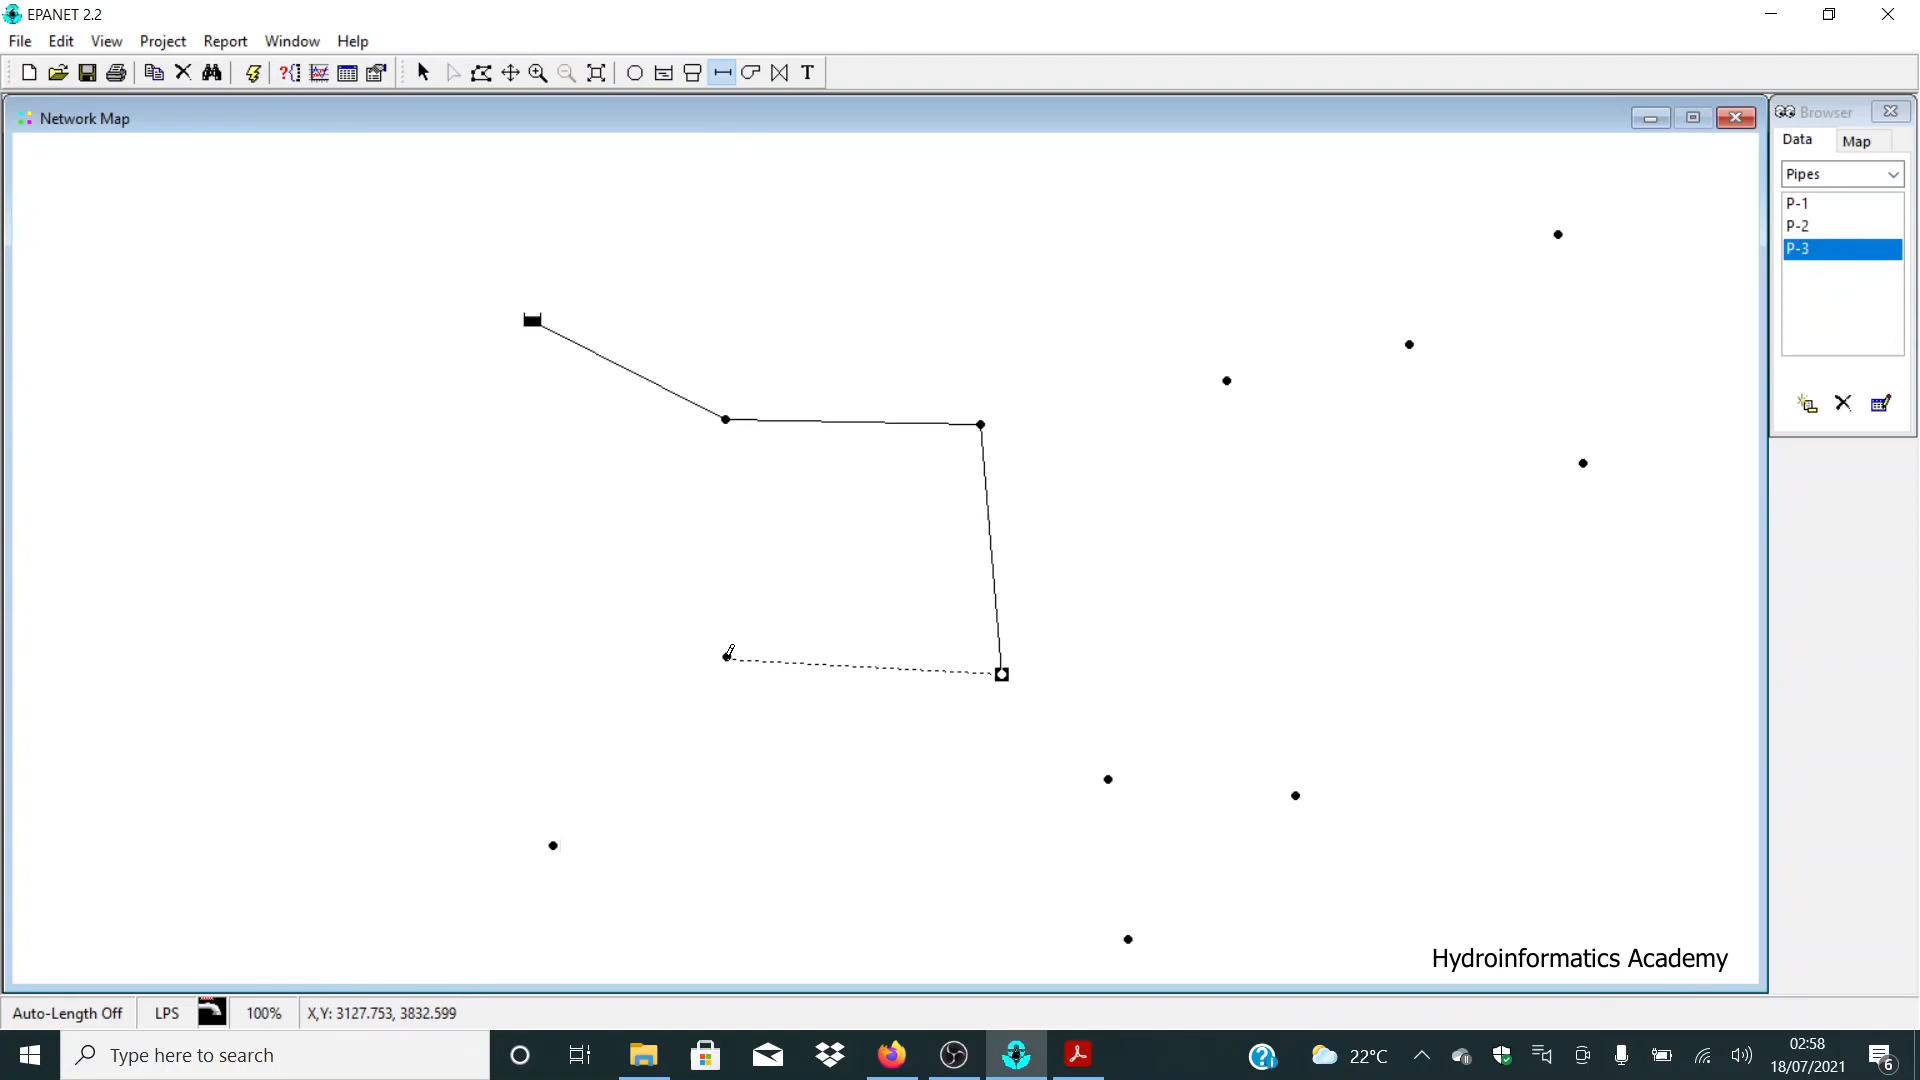 EPANET 2.2
File Edit View Project Report Window Help
T
Network Map
Browser
Data Map
Pipes
P-1
P-2
P-3
Hydroinformatics Academy
Auto-Length Off LPS 100% X,Y: 3127.753, 3832.599
Type here to search
22°C
02:58
18/07/2021
6